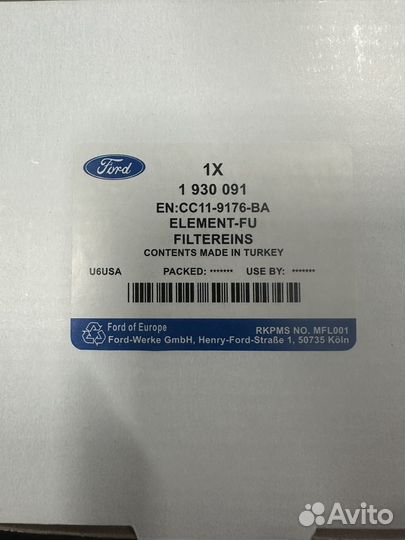 Ford
1X
1 930 091
EN:CC11-9176-BA
ELEMENT-FU
FILTEREINS
CONTENTS MADE IN TURKEY
U6USA PACKED: ******* USE BY: *******
Ford of Europe RKPMS NO. MFL001
Ford-Werke GmbH, Henry-Ford-Straße 1, 50735 Köln
Avito